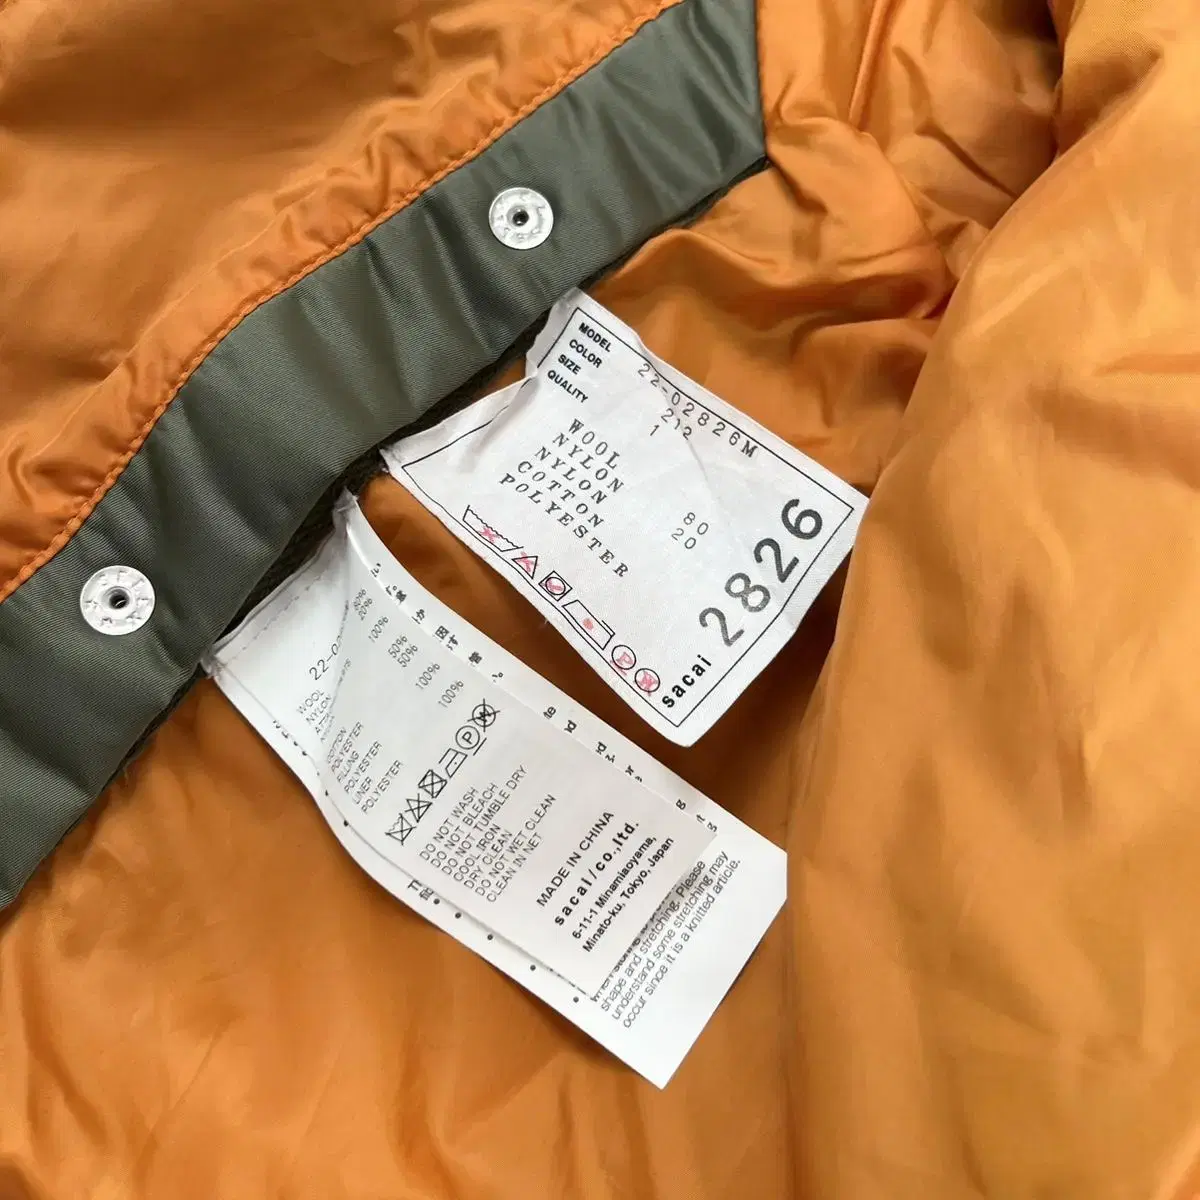 MODEL 22-02826M
COLOR 213
SIZE 1
QUALITY
WOOL 80
NYLON 20
NYLON
COTTON
POLYESTER
sacai 2826
P W
22-0
WOOL 80%
NYLON 20%
100%
COTTON 50%
POLYESTER 50%
FILLING
POLYESTER 100%
LINER
POLYESTER 100%
P W
DO NOT WASH
DO NOT BLEACH
DO NOT TUMBLE DRY
COOL IRON
DRY CLEAN
DO NOT WET CLEAN
CLEAN IN NET
MADE IN CHINA
sacai/co.,ltd.
6-11-1 Minamiaoyama,
Minato-ku, Tokyo, Japan
shape and stretching. Please
understand some stretching may
occur since it is a knitted article.